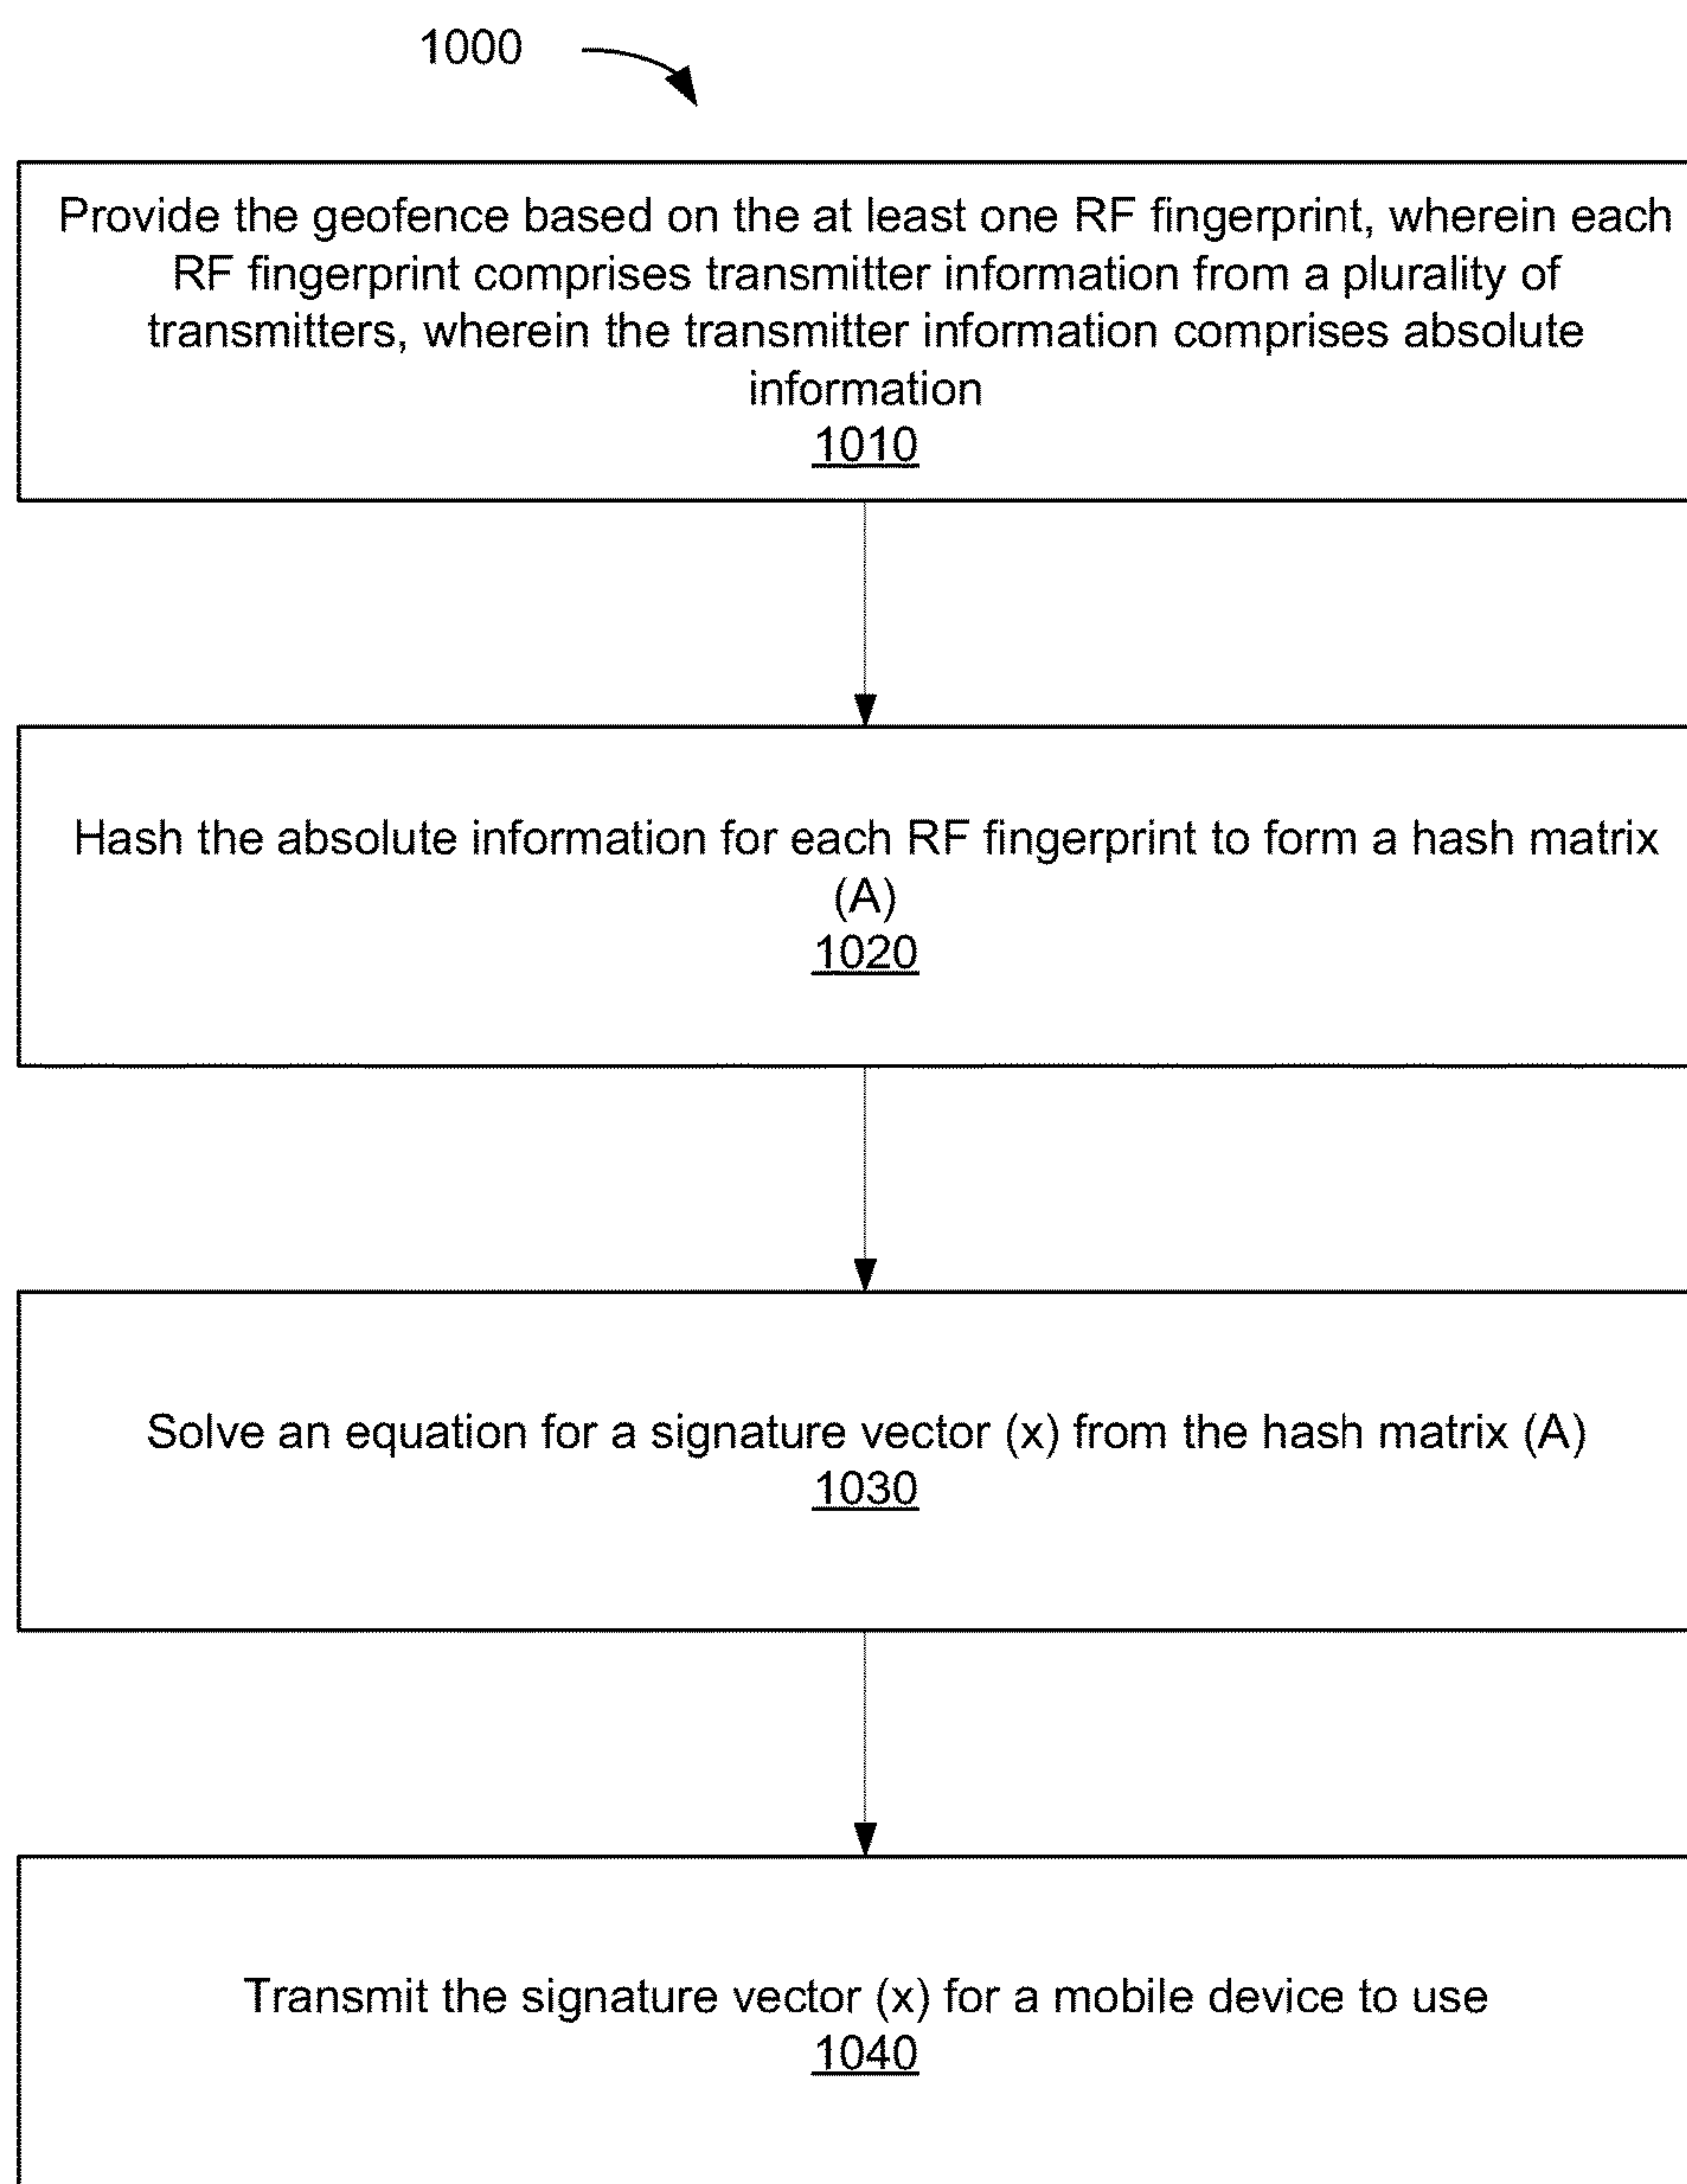 1000
Provide the geofence based on the at least one RF fingerprint, wherein each
RF fingerprint comprises transmitter information from a plurality of
transmitters, wherein the transmitter information comprises absolute
information
1010
Hash the absolute information for each RF fingerprint to form a hash matrix
(A)
1020
Solve an equation for a signature vector (x) from the hash matrix (A)
1030
Transmit the signature vector (x) for a mobile device to use
1040